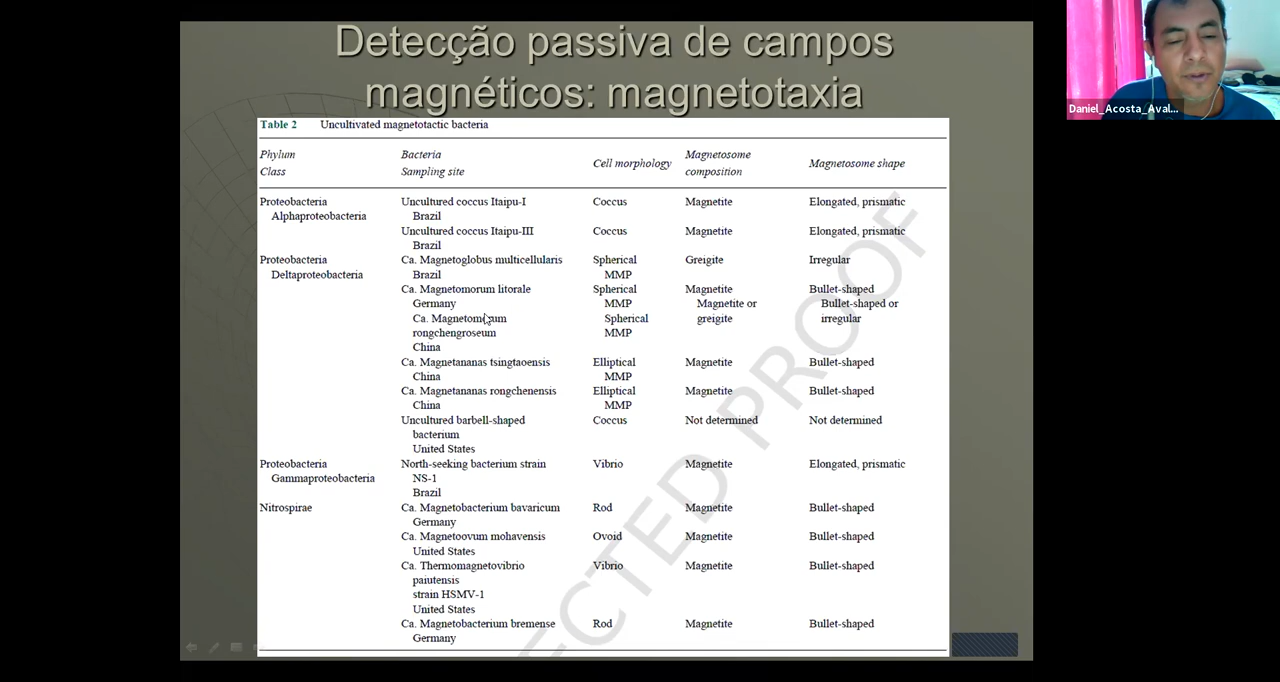 Detecção passiva de campos
magnéticos: magnetotaxia
Daniel_Acosta_Aval...
Table 2 Uncultivated magnetotactic bacteria
Phylum Bacteria Cell morphology Magnetosome Magnetosome shape
Class Sampling site composition
Proteobacteria Uncultured coccus Itaipu-I Coccus Magnetite Elongated, prismatic
Alphaproteobacteria Brazil
Uncultured coccus Itaipu-III Coccus Magnetite Elongated, prismatic
Brazil
Proteobacteria Ca. Magnetoglobus multicellularis Spherical Greigite Irregular
Deltaproteobacteria Brazil MMP
Ca. Magnetomorum litorale Spherical Magnetite Bullet-shaped
Germany MMP Magnetite or Bullet-shaped or
Ca. Spherical greigite irregular
rongchengroseum MMP
China
Ca. Magnetananas tsingtaoensis Elliptical Magnetite Bullet-shaped
China MMP
Ca. Magnetananas rongchenensis Elliptical Magnetite Bullet-shaped
China MMP
Uncultured barbell-shaped Coccus Not determined Not determined
bacterium
United States
Proteobacteria North-seeking bacterium strain Vibrio Magnetite Elongated, prismatic
Gammaproteobacteria NS-1
Brazil
Nitrospirae Ca. Magnetobacterium bavaricum Rod Magnetite Bullet-shaped
Germany
Ca. Magnetoovum mohavensis Ovoid Magnetite Bullet-shaped
United States
Ca. Thermomagnetovibrio Vibrio Magnetite Bullet-shaped
paiutensis
strain HSMV-1
United States
Ca. Magnetobacterium bremense Rod Magnetite Bullet-shaped
Germany
ECTED PROOF